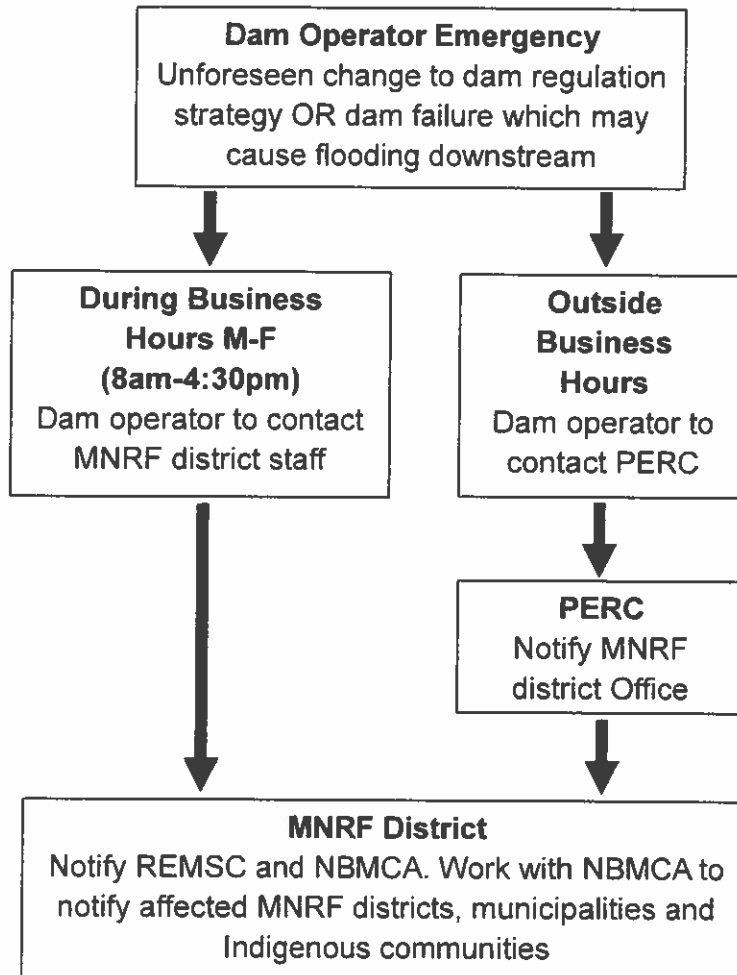 Dam Operator Emergency
Unforeseen change to dam regulation
strategy OR dam failure which may
cause flooding downstream
During Business
Hours M-F
(8am-4:30pm)
Dam operator to contact
MNRF district staff
Outside
Business
Hours
Dam operator to
contact PERC
PERC
Notify MNRF
district Office
MNRF District
Notify REMSC and NBMCA. Work with NBMCA to
notify affected MNRF districts, municipalities and
Indigenous communities